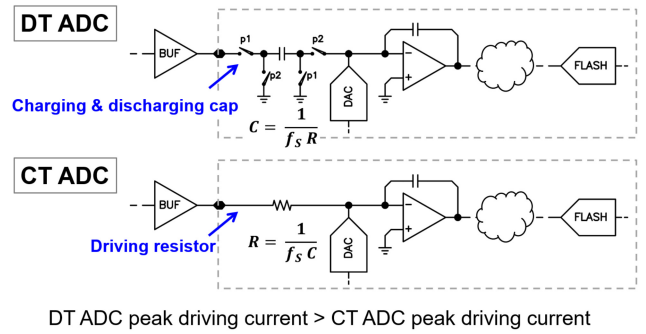 DT ADC
BUF
p1
p2
p2
p1
DAC
FLASH
Charging & discharging cap
C = 1 / f_S R
CT ADC
BUF
DAC
FLASH
Driving resistor
R = 1 / f_S C
DT ADC peak driving current > CT ADC peak driving current